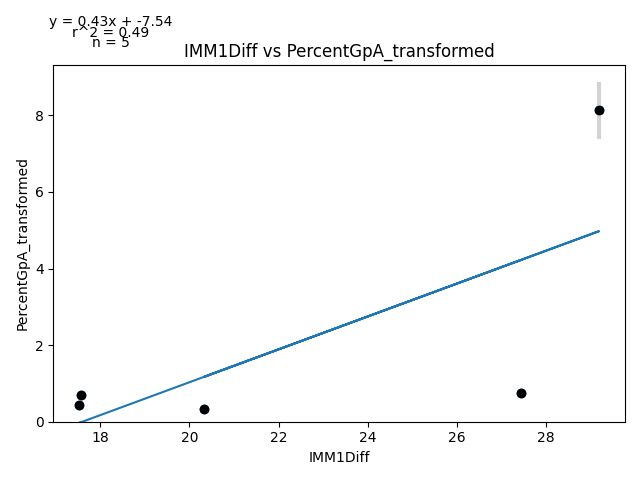 y = 0.43x + -7.54
r^2 = 0.49
n = 5
IMM1Diff vs PercentGpA_transformed
PercentGpA_transformed
8
6
4
2
0
18 20 22 24 26 28
IMM1Diff